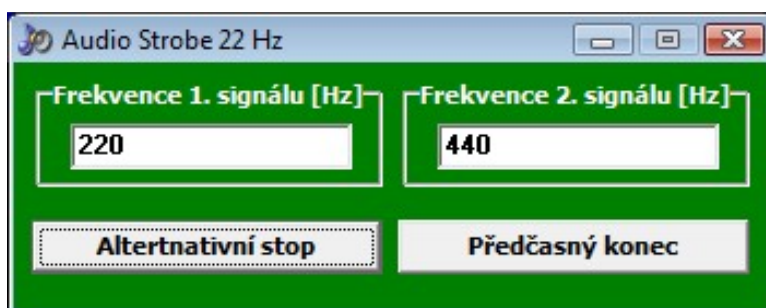 Audio Strobe 22 Hz
Frekvence 1. signálu [Hz] Frekvence 2. signálu [Hz]
220 440
Altertnativní stop Předčasný konec